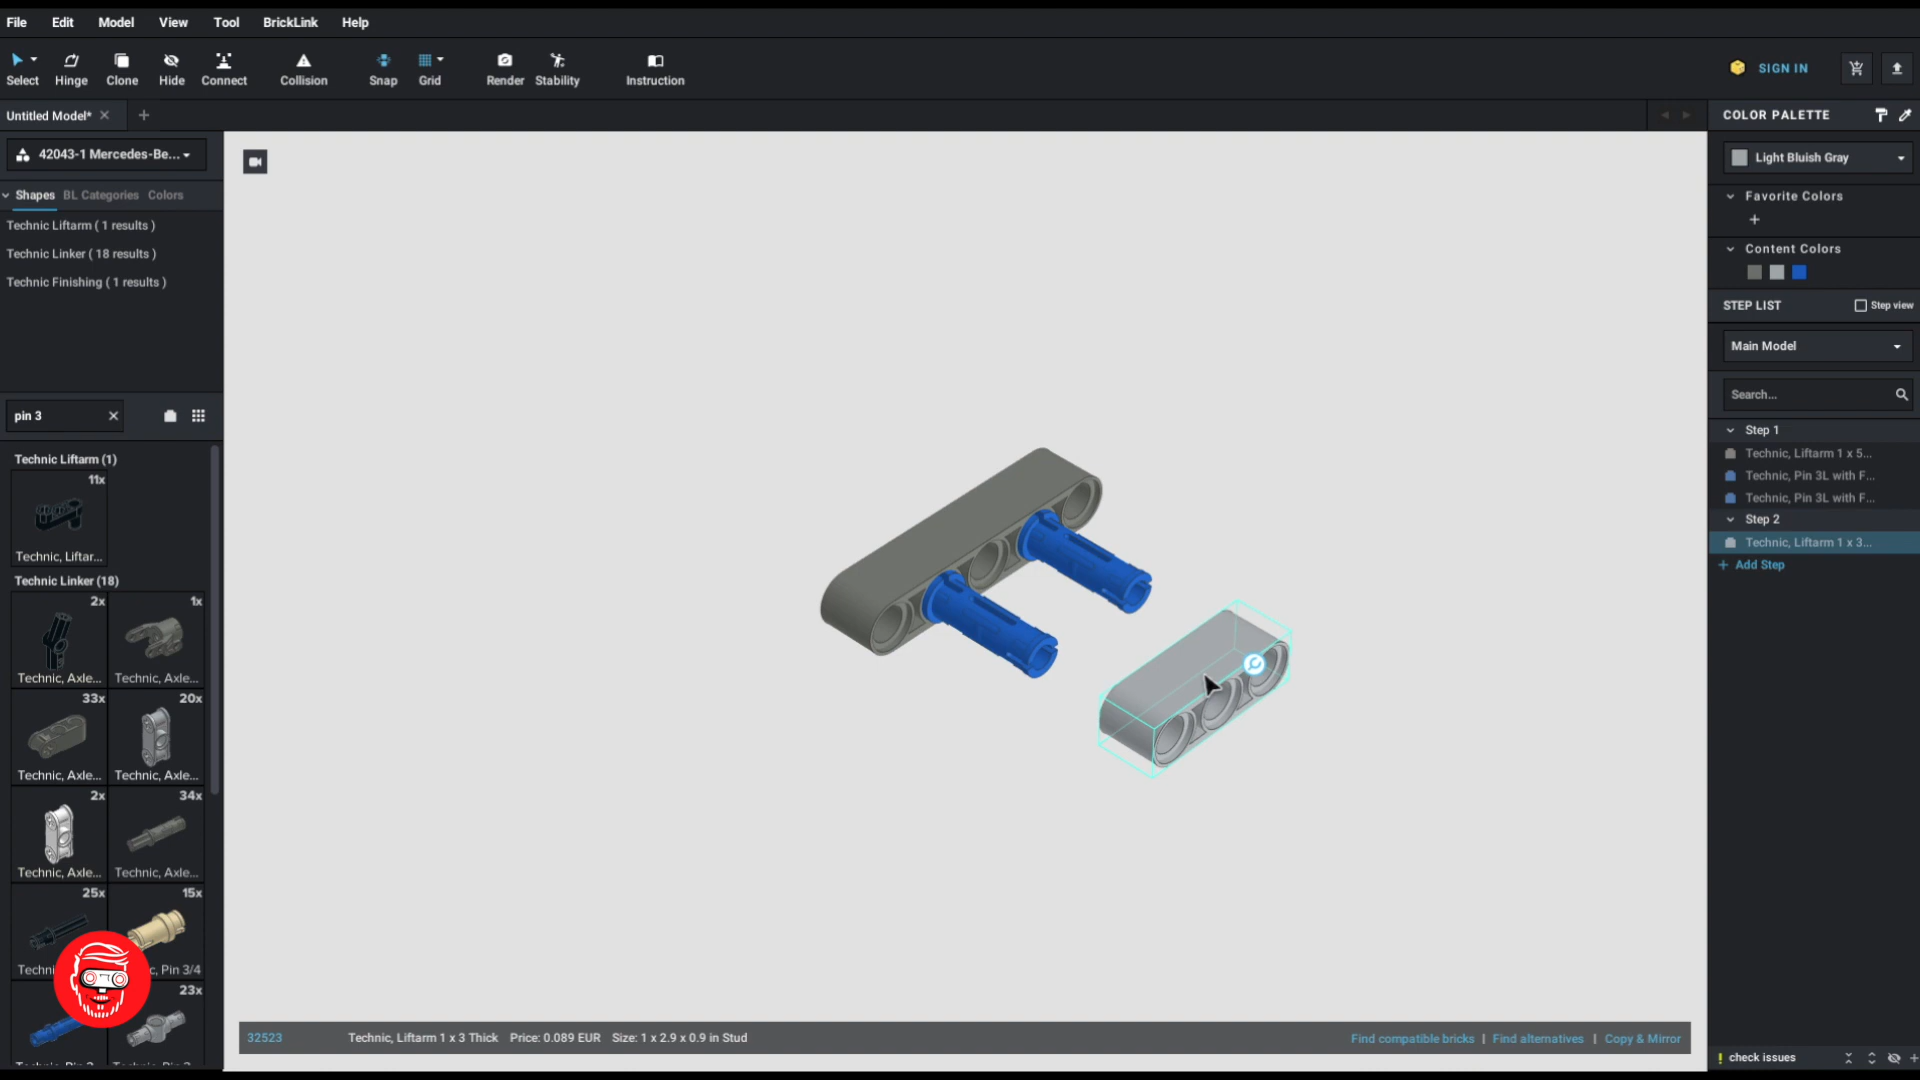 File Edit Model View Tool BrickLink Help
Select Hinge Clone Hide Connect Collision Snap Grid Render Stability Instruction
SIGN IN
Untitled Model*
42043-1 Mercedes-Be...
Shapes BL Categories Colors
Technic Liftarm ( 1 results )
Technic Linker ( 18 results )
Technic Finishing ( 1 results )
pin 3
Technic Liftarm (1)
11x
Technic, Liftar...
Technic Linker (18)
2x 1x
Technic, Axle... Technic, Axle...
33x 20x
Technic, Axle... Technic, Axle...
2x 34x
Technic, Axle... Technic, Axle...
25x 15x
Pin 3/4
23x
32523 Technic, Liftarm 1 x 3 Thick Price: 0.089 EUR Size: 1 x 2.9 x 0.9 in Stud
Find compatible bricks | Find alternatives | Copy & Mirror
COLOR PALETTE
Light Bluish Gray
Favorite Colors
Content Colors
STEP LIST Step view
Main Model
Search...
Step 1
Technic, Liftarm 1 x 5...
Technic, Pin 3L with F...
Technic, Pin 3L with F...
Step 2
Technic, Liftarm 1 x 3...
+ Add Step
! check issues